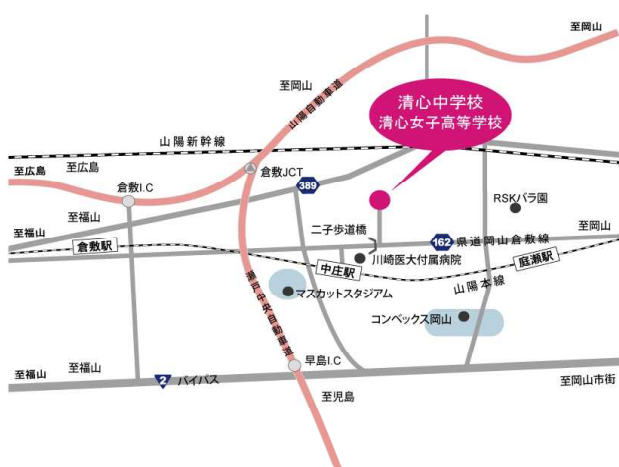 至岡山
至岡山
山陽自動車道
清心中学校
清心女子高等学校
山陽新幹線
至広島
至広島
倉敷JCT
389
倉敷I.C
RSKバラ園
至福山
至福山
二子歩道橋
至岡山
倉敷駅
162
県道岡山倉敷線
川崎医大付属病院
中庄駅
庭瀬駅
山陽本線
瀬戸中央自動車道
マスカットスタジアム
コンベックス岡山
早島I.C
至福山
至福山
2
バイパス
至岡山市街
至児島